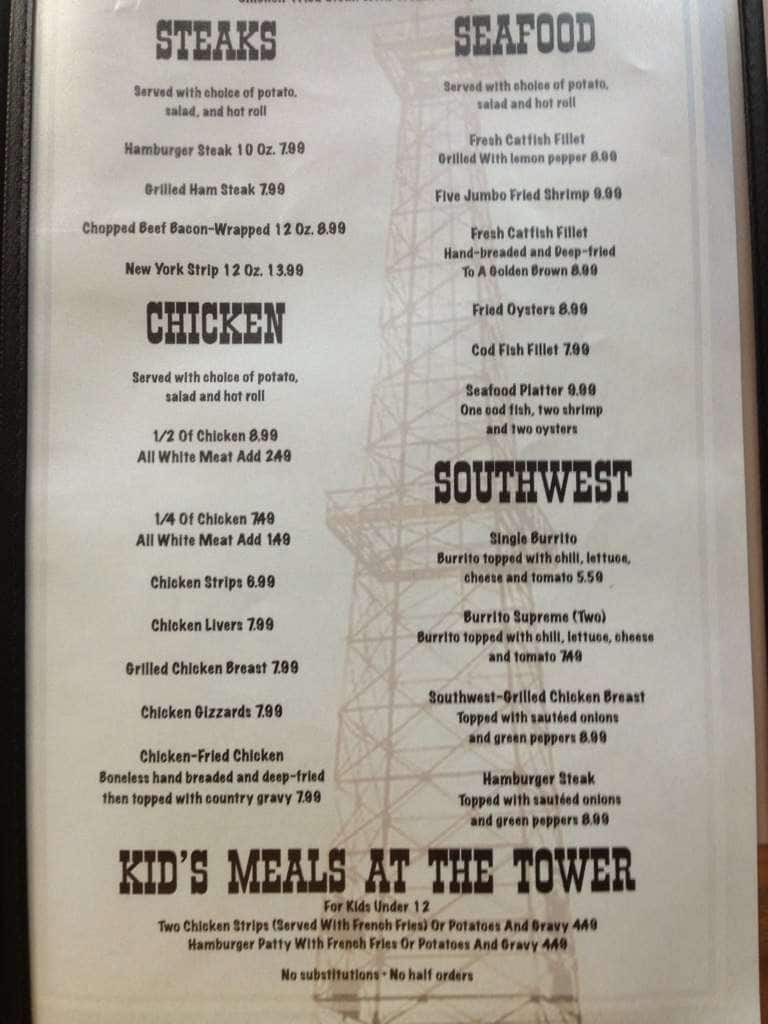 STEAKS
Served with choice of potato,
salad, and hot roll
Hamburger Steak 10 Oz. 7.99
Grilled Ham Steak 7.99
Chopped Beef Bacon-Wrapped 12 Oz. 8.99
New York Strip 12 Oz. 13.99
CHICKEN
Served with choice of potato,
salad and hot roll
1/2 Of Chicken 8.99
All White Meat Add 2.49
1/4 Of Chicken 7.49
All White Meat Add 1.49
Chicken Strips 6.99
Chicken Livers 7.99
Grilled Chicken Breast 7.99
Chicken Gizzards 7.99
Chicken-Fried Chicken
Boneless hand breaded and deep-fried
then topped with country gravy 7.99
SEAFOOD
Served with choice of potato,
salad and hot roll
Fresh Catfish Fillet
Grilled With lemon pepper 8.99
Five Jumbo Fried Shrimp 9.99
Fresh Catfish Fillet
Hand-breaded and Deep-fried
To A Golden Brown 8.99
Fried Oysters 8.99
Cod Fish Fillet 7.99
Seafood Platter 9.99
One cod fish, two shrimp
and two oysters
SOUTHWEST
Single Burrito
Burrito topped with chili, lettuce,
cheese and tomato 5.59
Burrito Supreme (Two)
Burrito topped with chili, lettuce, cheese
and tomato 7.49
Southwest-Grilled Chicken Breast
Topped with sautéed onions
and green peppers 8.99
Hamburger Steak
Topped with sautéed onions
and green peppers 8.99
KID'S MEALS AT THE TOWER
For Kids Under 12
Two Chicken Strips (Served With French Fries) Or Potatoes And Gravy 4.49
Hamburger Patty With French Fries Or Potatoes And Gravy 4.49
No substitutions • No half orders